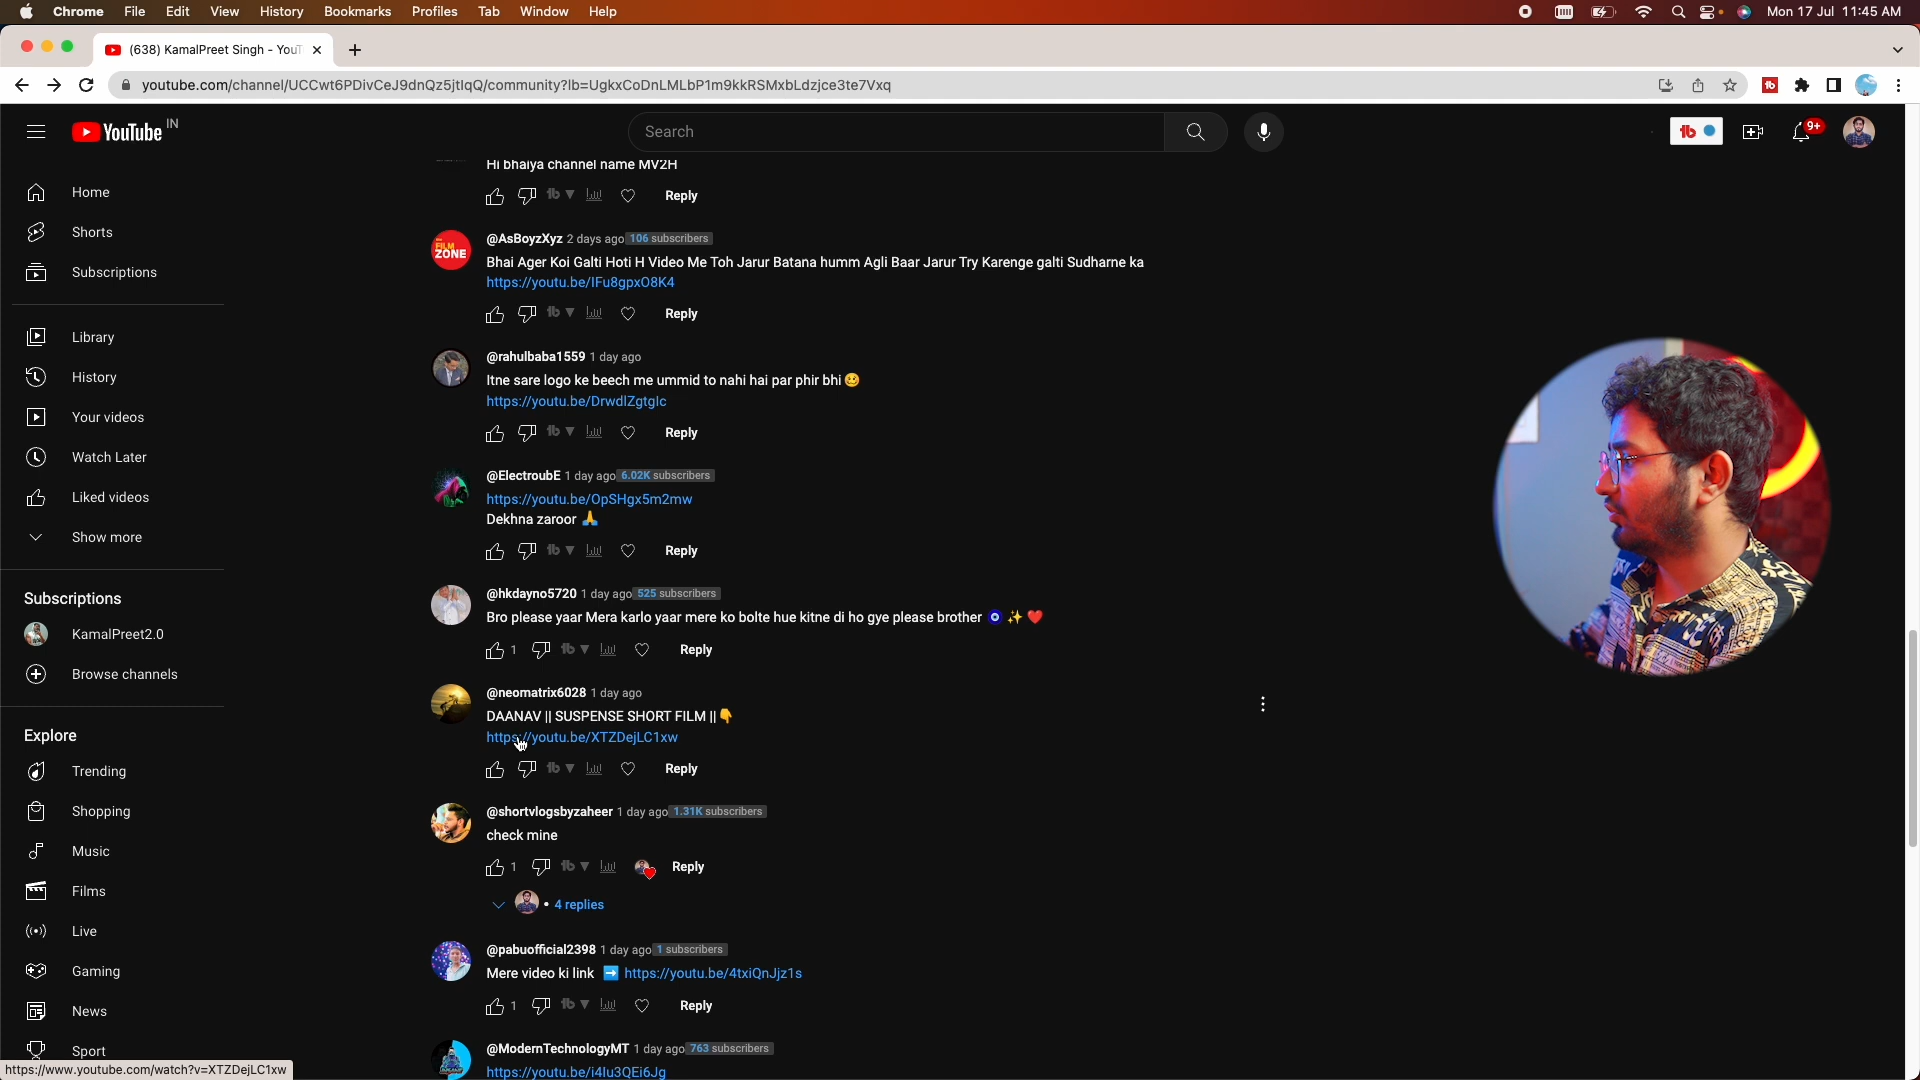 Chrome File Edit View History Bookmarks Profiles Tab Window Help Mon 17 Jul 11:45 AM
(638) KamalPreet Singh - YouT
youtube.com/channel/UCCwt6PDivCeJ9dnQz5jtlqQ/community?lb=UgkxCoDnLMLbP1m9kkRSMxbLdzjce3te7Vxq
YouTube IN
Search
tb
9+
Home
Shorts
Subscriptions
Library
History
Your videos
Watch Later
Liked videos
Show more
Subscriptions
KamalPreet2.0
Browse channels
Explore
Trending
Shopping
Music
Films
Live
Gaming
News
Sport
Hi bhaiya channel name MV2H
Reply
FILM ZONE
@AsBoyzXyz 2 days ago 106 subscribers
Bhai Ager Koi Galti Hoti H Video Me Toh Jarur Batana humm Agli Baar Jarur Try Karenge galti Sudharne ka
https://youtu.be/IFu8gpxO8K4
Reply
@rahulbaba1559 1 day ago
Itne sare logo ke beech me ummid to nahi hai par phir bhi🥴
https://youtu.be/DrwdlZgtglc
Reply
@ElectroubE 1 day ago 6.02K subscribers
https://youtu.be/OpSHgx5m2mw
Dekhna zaroor 🙏
Reply
@hkdayno5720 1 day ago 525 subscribers
Bro please yaar Mera karlo yaar mere ko bolte hue kitne di ho gye please brother 🧿✨❤️
1 Reply
@neomatrix6028 1 day ago
DAANAV || SUSPENSE SHORT FILM ||👇
https://youtu.be/XTZDejLC1xw
Reply
@shortvlogsbyzaheer 1 day ago 1.31K subscribers
check mine
1 Reply
4 replies
@pabuofficial2398 1 day ago 1 subscribers
Mere video ki link ➡️ https://youtu.be/4txiQnJjz1s
1 Reply
@ModernTechnologyMT 1 day ago 763 subscribers
https://youtu.be/i4Iu3QEi6Jg
https://www.youtube.com/watch?v=XTZDejLC1xw